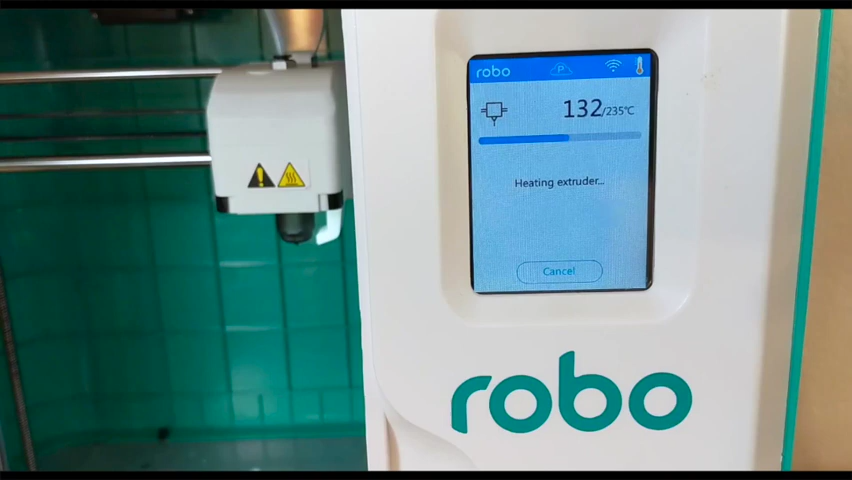 robo
P
132/235°C
Heating extruder...
Cancel
robo